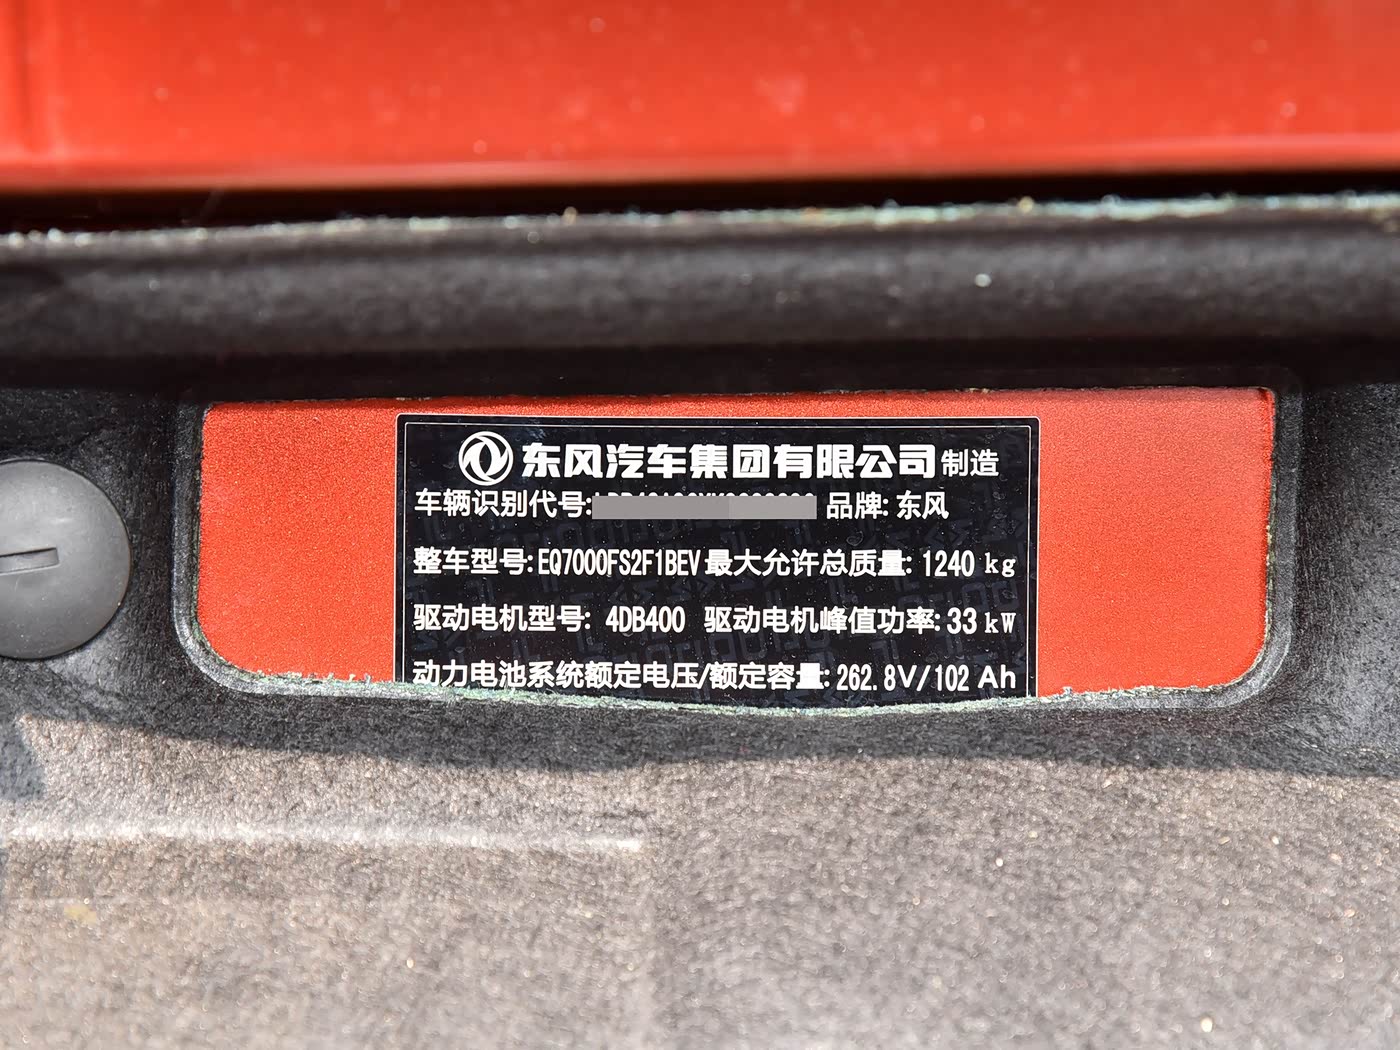 东风汽车集团有限公司制造
车辆识别代号: 品牌: 东风
整车型号: EQ7000FS2F1BEV 最大允许总质量: 1240 kg
驱动电机型号: 4DB400 驱动电机峰值功率: 33 kW
动力电池系统额定电压/额定容量: 262.8V/102 Ah